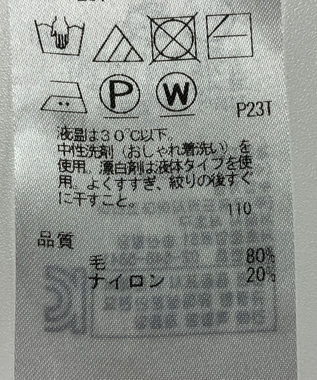 P
W
P23T
液温は30℃以下。
中性洗剤（おしゃれ着洗い）を
使用。漂白剤は液体タイプを使
用。よくすすぎ、絞りの後すぐ
に干すこと。
110
品質
毛 80%
ナイロン 20%